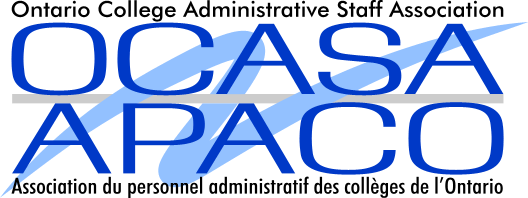 Ontario College Administrative Staff Association
OCASA
APACO
Association du personnel administratif des collèges de l'Ontario